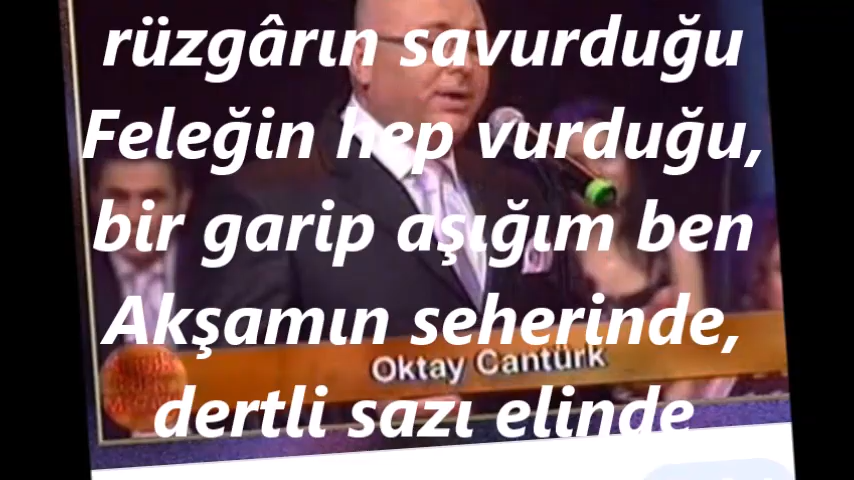 rüzgârın savurduğu
Feleğin hep vurduğu,
bir garip aşığım ben
Akşamın seherinde,
Oktay Cantürk
dertli sazı elinde